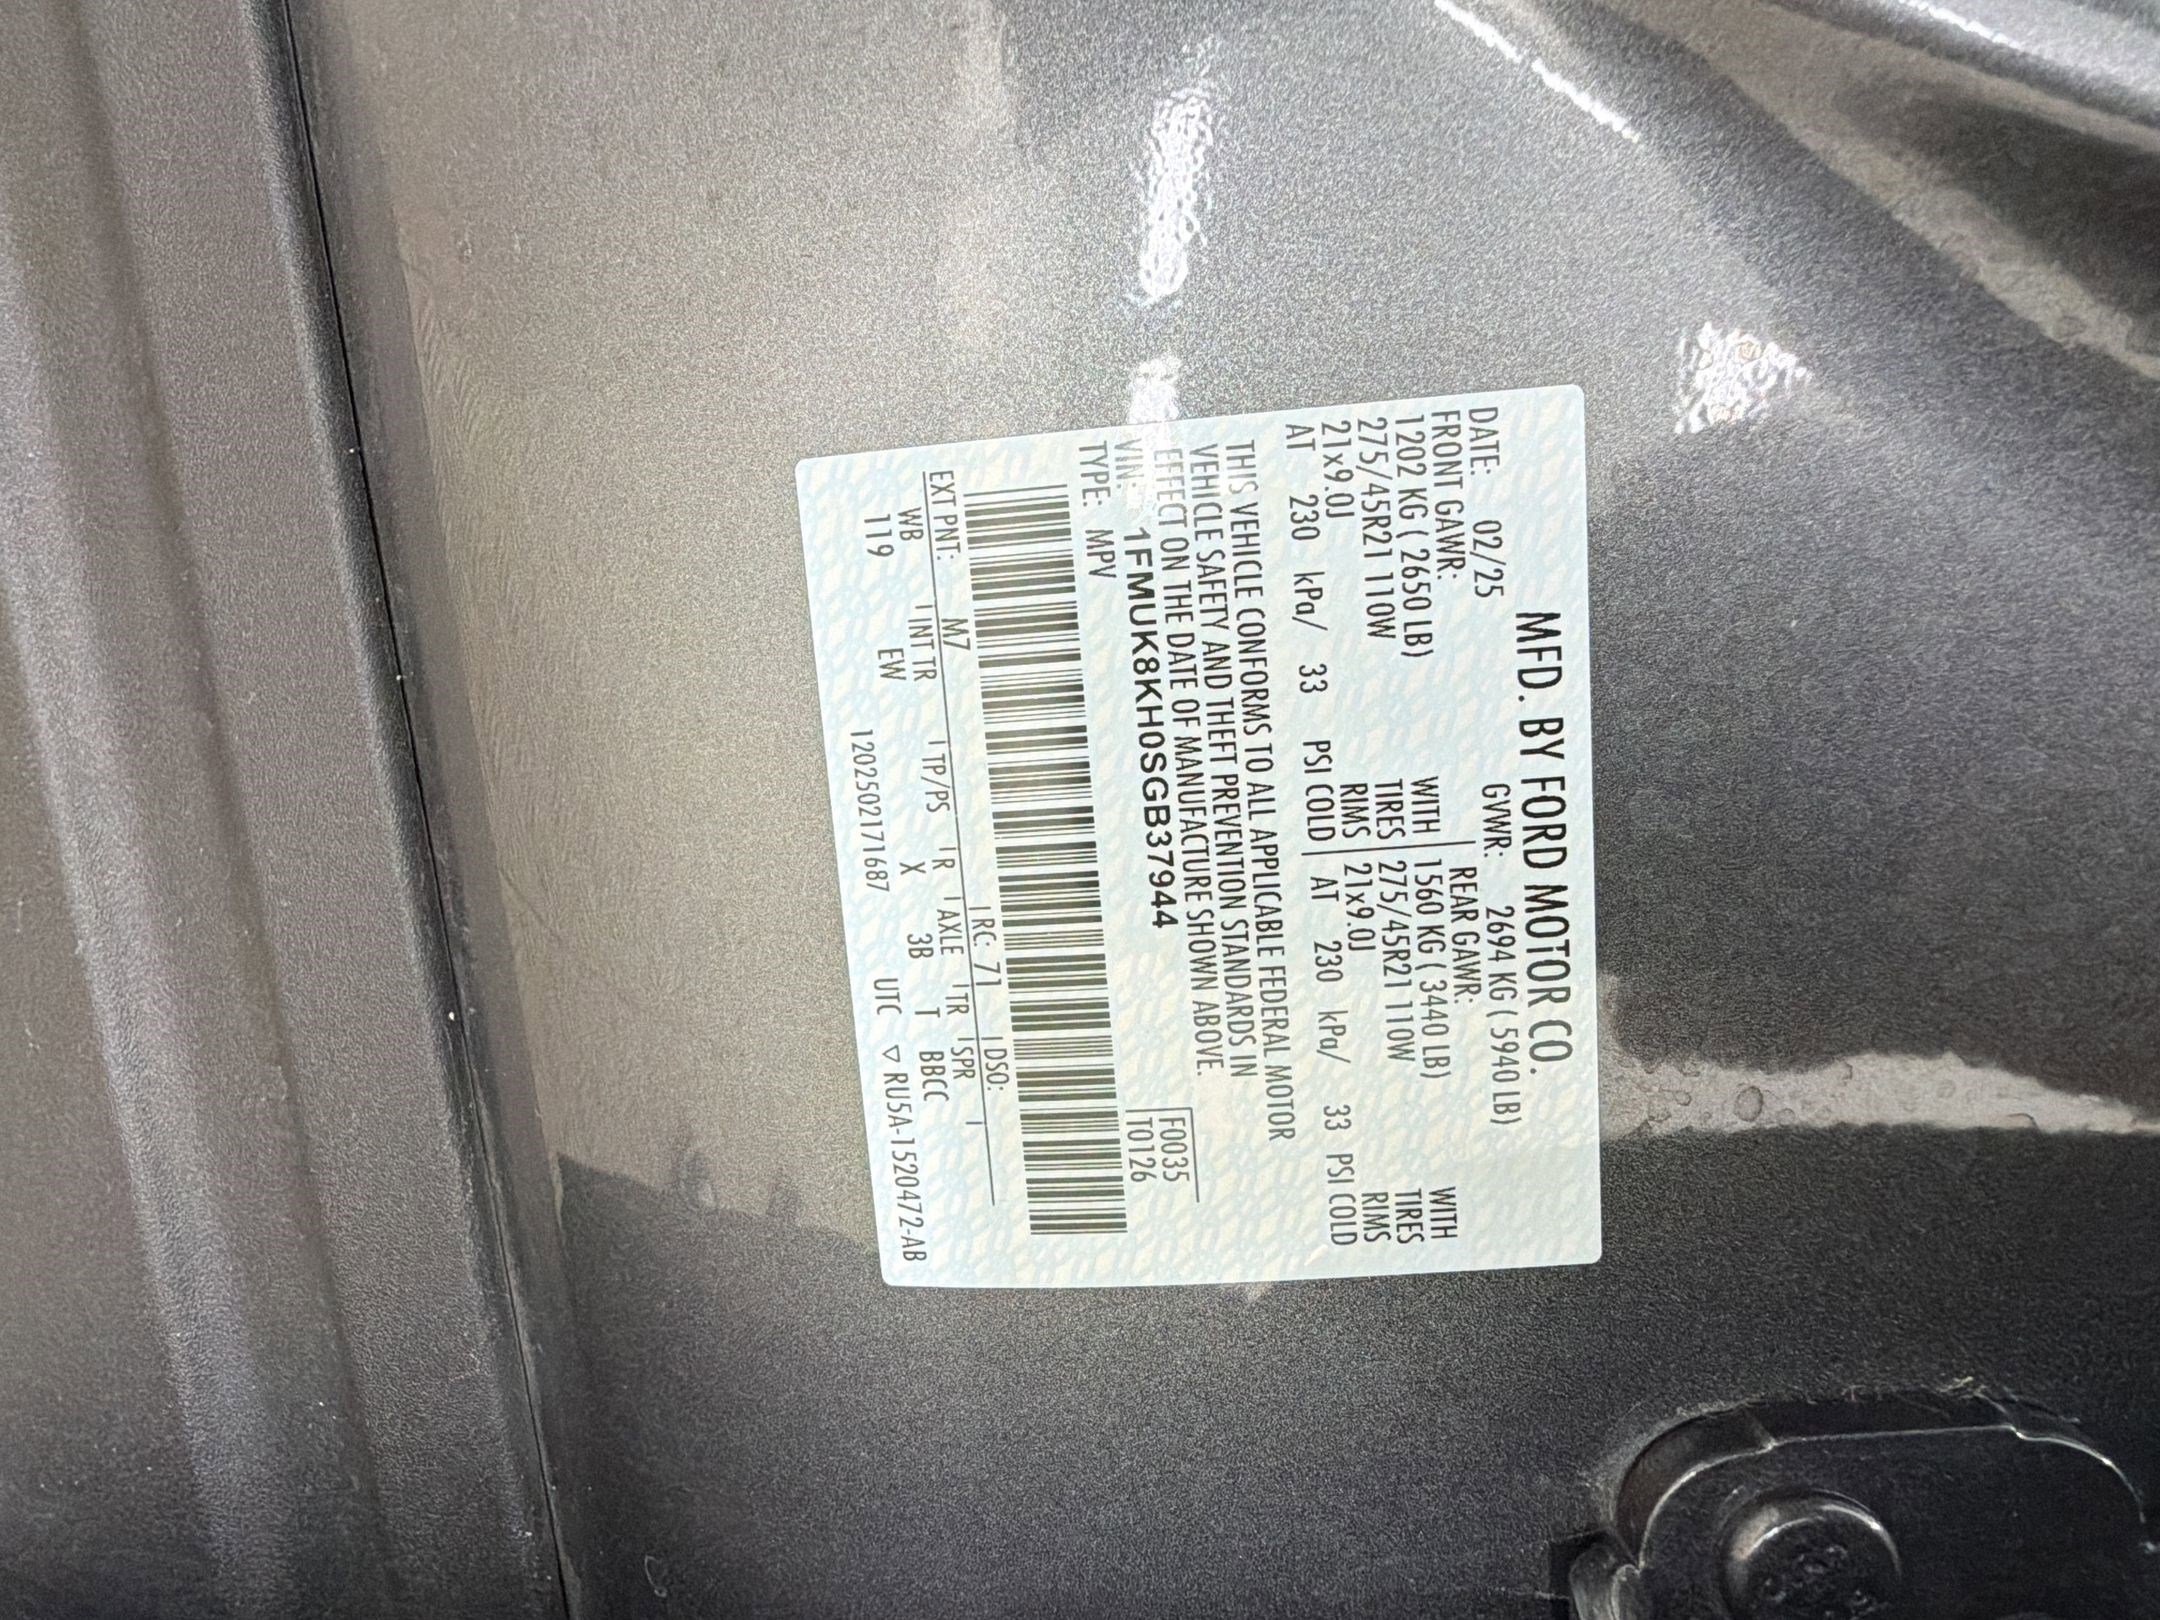 MFD. BY FORD MOTOR CO.
DATE: 02/25 GVWR: 2694 KG ( 5940 LB)
FRONT GAWR: REAR GAWR:
1202 KG ( 2650 LB) WITH 1560 KG ( 3440 LB) WITH
275/45R21 110W TIRES 275/45R21 110W TIRES
21x9.0J RIMS 21x9.0J RIMS
AT 230 kPa/ 33 PSI COLD AT 230 kPa/ 33 PSI COLD
THIS VEHICLE CONFORMS TO ALL APPLICABLE FEDERAL MOTOR
VEHICLE SAFETY AND THEFT PREVENTION STANDARDS IN
EFFECT ON THE DATE OF MANUFACTURE SHOWN ABOVE.
VIN: 1FMUK8KH0SGB37944 F0035
TYPE: MPV T0126
EXT PNT: M7 RC: 71 DSO:
WB INT TR TP/PS R AXLE TR SPR
119 EW X 3B T BBCC
1202502171687 UTC ▽ RU5A-1520472-AB